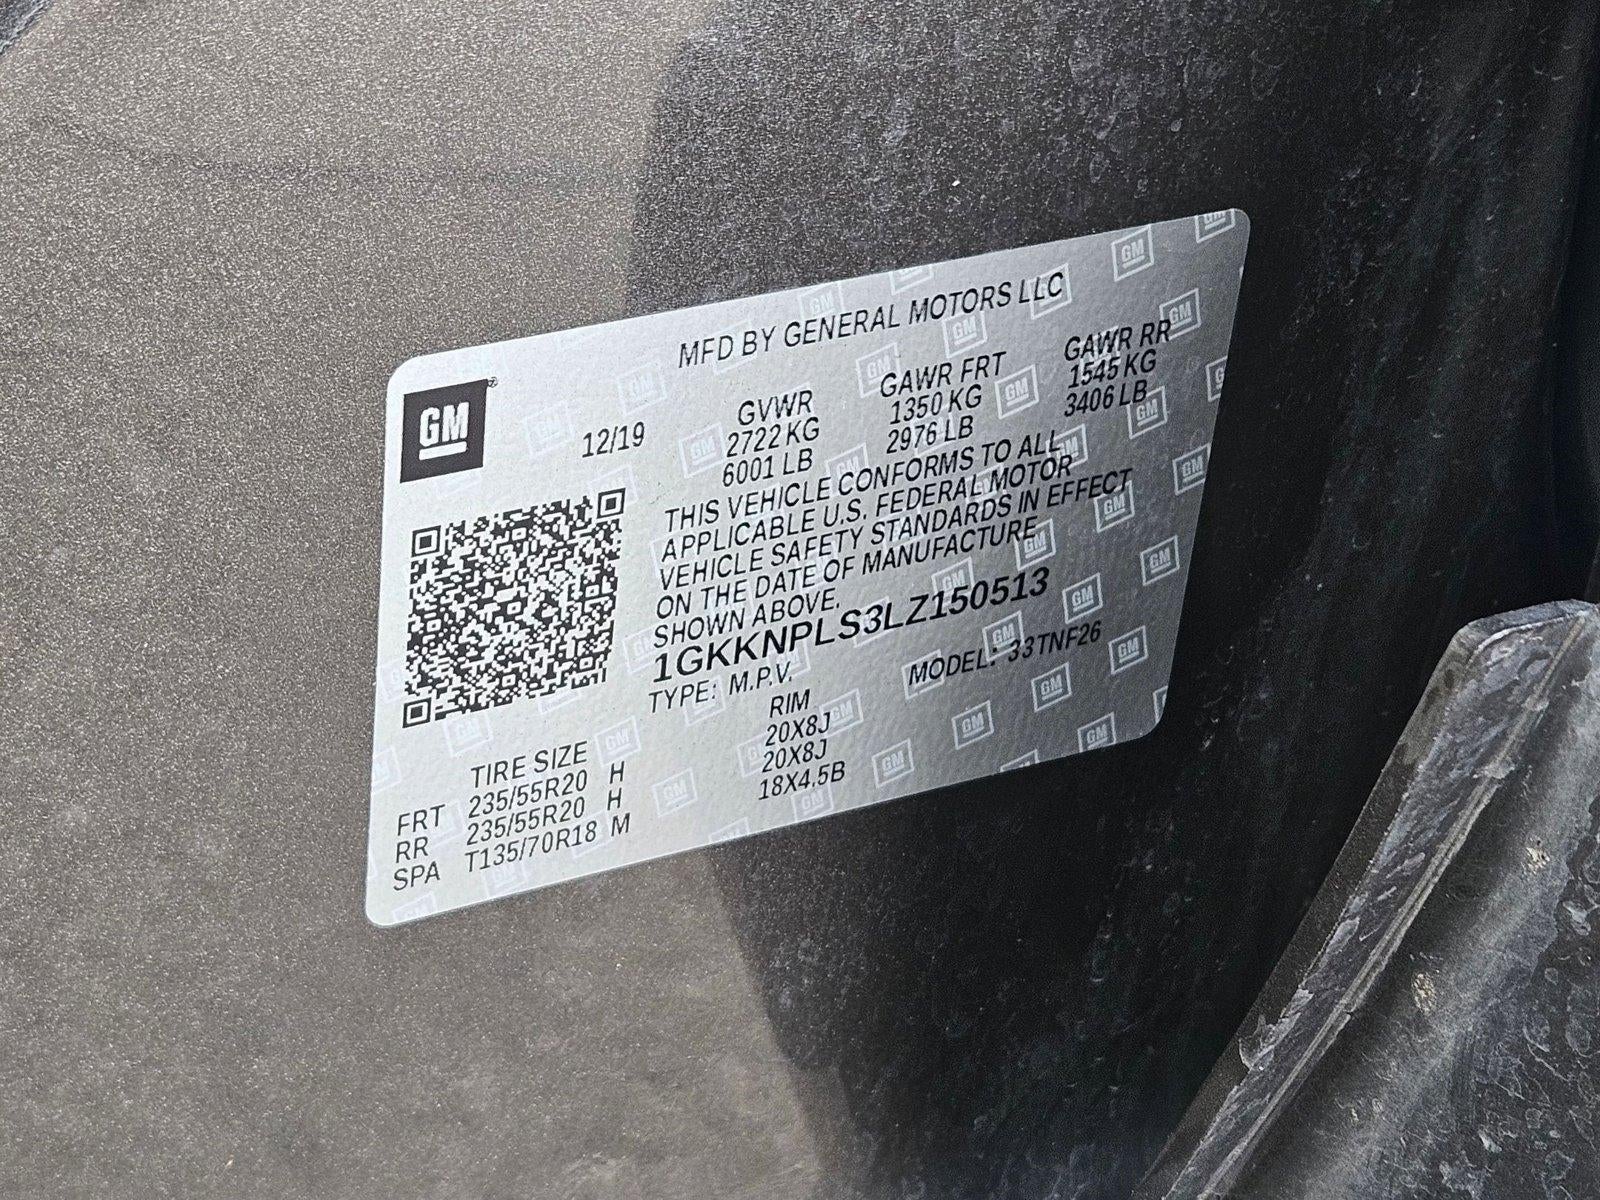 MFD BY GENERAL MOTORS LLC
GM
12/19
GVWR GAWR FRT GAWR RR
2722 KG 1350 KG 1545 KG
6001 LB 2976 LB 3406 LB
THIS VEHICLE CONFORMS TO ALL
APPLICABLE U.S. FEDERAL MOTOR
VEHICLE SAFETY STANDARDS IN EFFECT
ON THE DATE OF MANUFACTURE
SHOWN ABOVE.
1GKKNPLS3LZ150513
TYPE: M.P.V. MODEL: 33TNF26
TIRE SIZE RIM
FRT 235/55R20 H 20X8J
RR 235/55R20 H 20X8J
SPA T135/70R18 M 18X4.5B